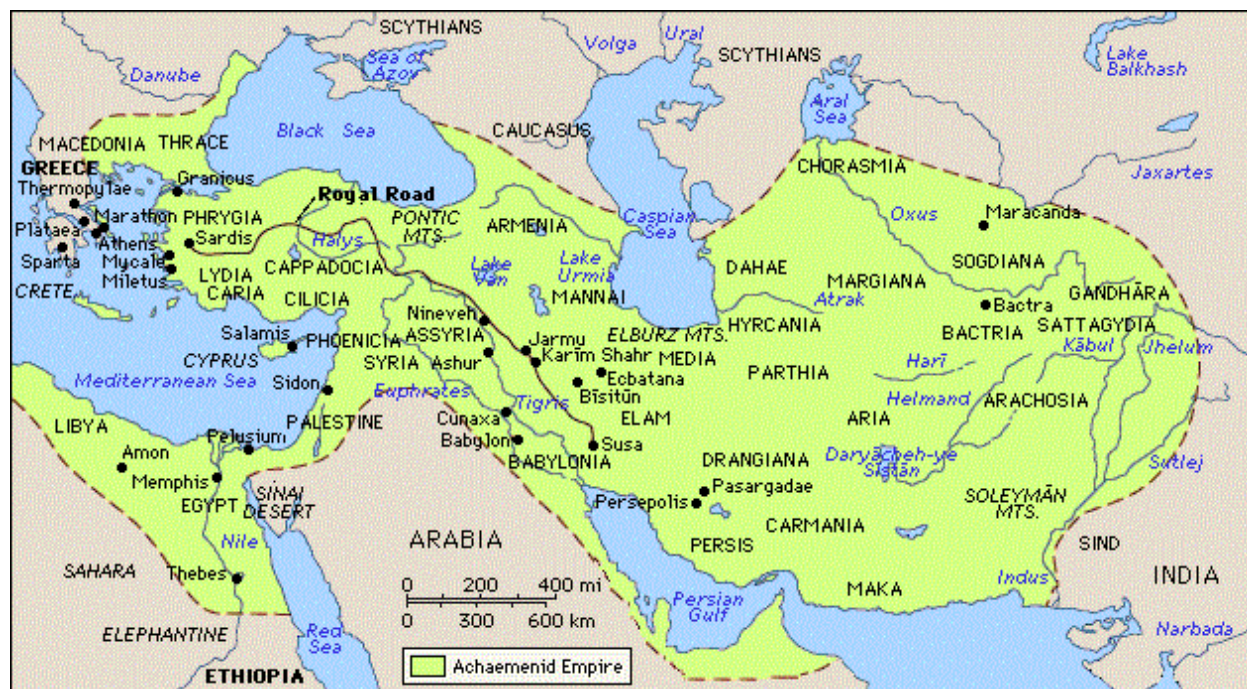 SCYTHIANS
Volga
Ural
SCYTHIANS
Lake
Balkhash
Danube
Sea of
Azov
Aral
Sea
Black Sea
CAUCASUS
MACEDONIA
THRACE
CHORASMIA
Jaxartes
GREECE
Thermopylae
Granicus
Royal Road
Oxus
Maracanda
Marathon
PHRYGIA
PONTIC
MTS.
ARMENIA
Caspian
Sea
Plataea
Athens
Sardis
Halys
Sparta
Mycale
Miletus
LYDIA
CARIA
CAPPADOCIA
CILICIA
Lake
Van
Lake
Urmia
MANNAI
DAHAE
MARGIANA
SOGDIANA
CRETE
Atrak
Bactra
GANDHĀRA
Nineveh
ELBURZ MTS.
HYRCANIA
BACTRIA
SATTAGYDIA
Salamis
PHOENICIA
ASSYRIA
Jarmu
Kābul
Jhelum
CYPRUS
SYRIA
Ashur
Karīm Shahr
MEDIA
Harī
Mediterranean Sea
Ecbatana
PARTHIA
Sidon
Euphrates
Bīsitūn
Helmand
ARACHOSIA
Tigris
LIBYA
PALESTINE
Cunaxa
ELAM
ARIA
Pelusium
Babylon
Susa
Amon
BABYLONIA
DRANGIANA
Daryācheh-ye
Sīstān
Sutlej
Memphis
SINAI
DESERT
Pasargadae
EGYPT
Persepolis
SOLEYMĀN
MTS.
CARMANIA
Nile
ARABIA
PERSIS
SIND
SAHARA
Thebes
0 200 400 mi
MAKA
Indus
INDIA
0 300 600 km
Persian
Gulf
ELEPHANTINE
Red
Sea
Narbada
ETHIOPIA
Achaemenid Empire